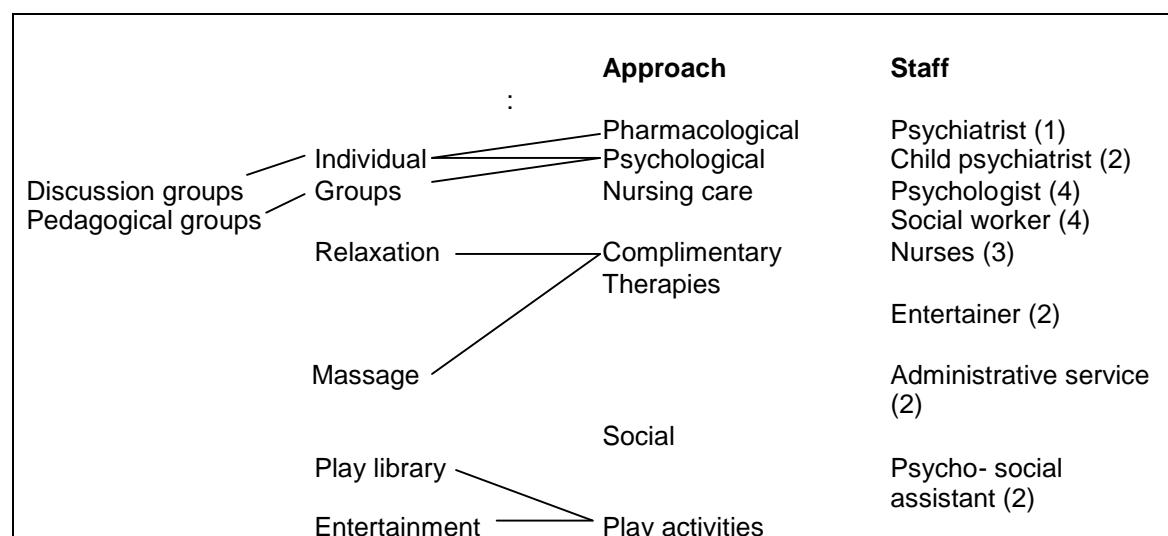 Approach Staff
:
Pharmacological Psychiatrist (1)
Individual Psychological Child psychiatrist (2)
Discussion groups Groups Nursing care Psychologist (4)
Pedagogical groups Social worker (4)
Relaxation Complimentary Nurses (3)
Therapies
Entertainer (2)
Massage Administrative service
(2)
Social
Play library Psycho- social
assistant (2)
Entertainment Play activities